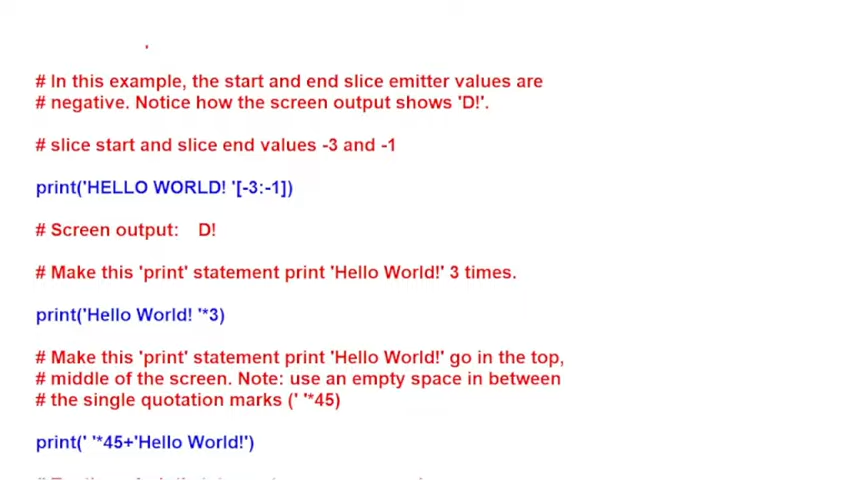 # In this example, the start and end slice emitter values are
# negative. Notice how the screen output shows 'D!'.
# slice start and slice end values -3 and -1
print('HELLO WORLD! '[-3:-1])
# Screen output:    D!
# Make this 'print' statement print 'Hello World!' 3 times.
print('Hello World! '*3)
# Make this 'print' statement print 'Hello World!' go in the top,
# middle of the screen. Note: use an empty space in between
# the single quotation marks (' '*45)
print(' '*45+'Hello World!')